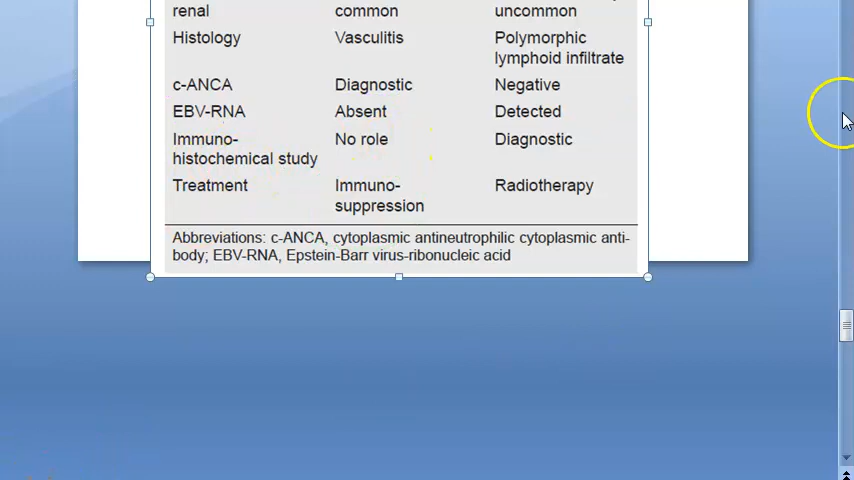 renal common uncommon
Histology Vasculitis Polymorphic
lymphoid infiltrate
c-ANCA Diagnostic Negative
EBV-RNA Absent Detected
Immuno- No role Diagnostic
histochemical study
Treatment Immuno- Radiotherapy
suppression
Abbreviations: c-ANCA, cytoplasmic antineutrophilic cytoplasmic anti-
body; EBV-RNA, Epstein-Barr virus-ribonucleic acid